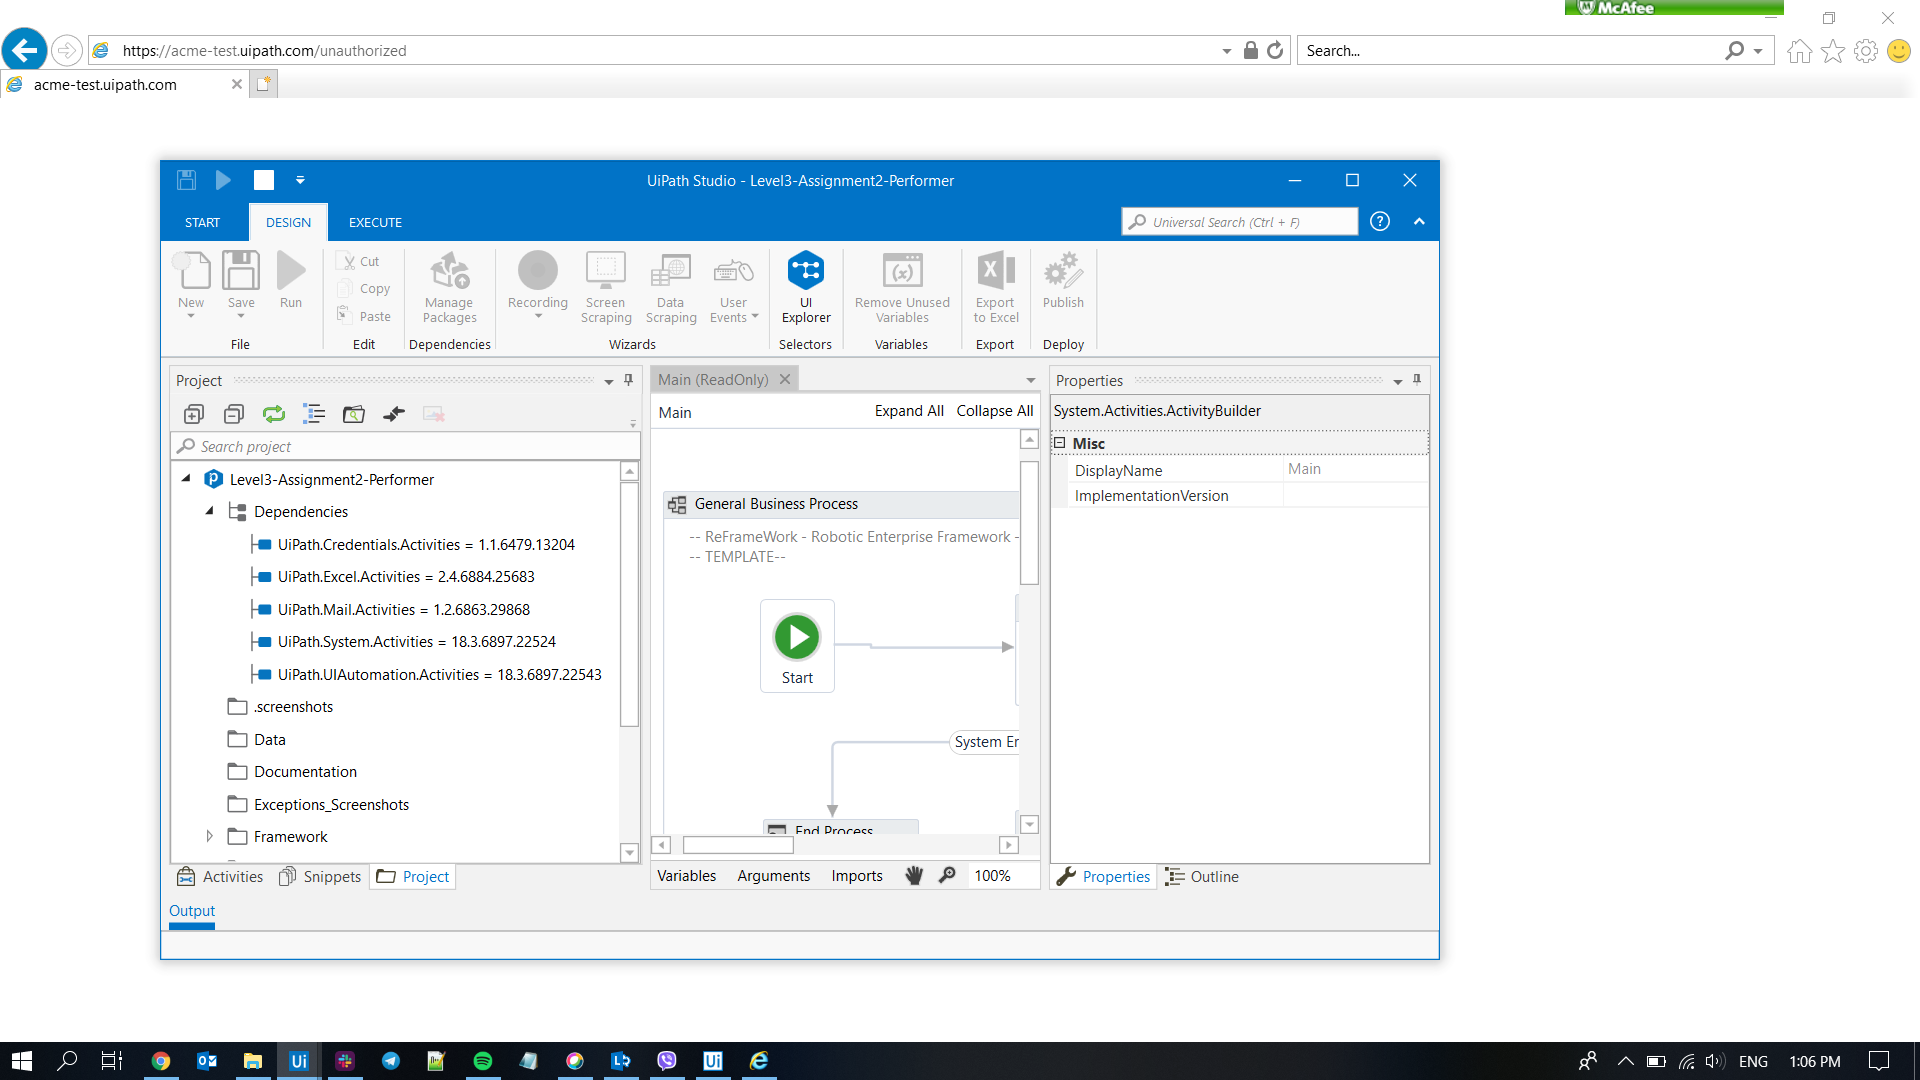 McAfee
https://acme-test.uipath.com/unauthorized
Search...
acme-test.uipath.com
UiPath Studio - Level3-Assignment2-Performer
START
DESIGN
EXECUTE
Universal Search (Ctrl + F)
New
Save
Run
File
Cut
Copy
Paste
Edit
Manage
Packages
Dependencies
Recording
Screen
Scraping
Data
Scraping
User
Events
Wizards
UI
Explorer
Selectors
Remove Unused
Variables
Variables
Export
to Excel
Export
Publish
Deploy
Project
Search project
Level3-Assignment2-Performer
Dependencies
UiPath.Credentials.Activities = 1.1.6479.13204
UiPath.Excel.Activities = 2.4.6884.25683
UiPath.Mail.Activities = 1.2.6863.29868
UiPath.System.Activities = 18.3.6897.22524
UiPath.UIAutomation.Activities = 18.3.6897.22543
.screenshots
Data
Documentation
Exceptions_Screenshots
Framework
Activities
Snippets
Project
Output
Main (ReadOnly)
Main
Expand All
Collapse All
General Business Process
-- ReFrameWork - Robotic Enterprise Framework -
-- TEMPLATE--
Start
System Er
End Process
Variables
Arguments
Imports
100%
Properties
System.Activities.ActivityBuilder
Misc
DisplayName
Main
ImplementationVersion
Properties
Outline
ENG
1:06 PM